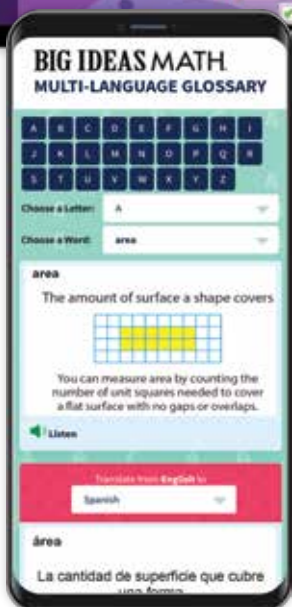 BIG IDEAS MATH
MULTI-LANGUAGE GLOSSARY
A B C D E F G H I
J K L M N O P Q R
S T U V W X Y Z
Choose a Letter: A
Choose a Word: area
area
The amount of surface a shape covers
You can measure area by counting the
number of unit squares needed to cover
a flat surface with no gaps or overlaps.
Listen
Translate from English to
Spanish
área
La cantidad de superficie que cubre
una forma